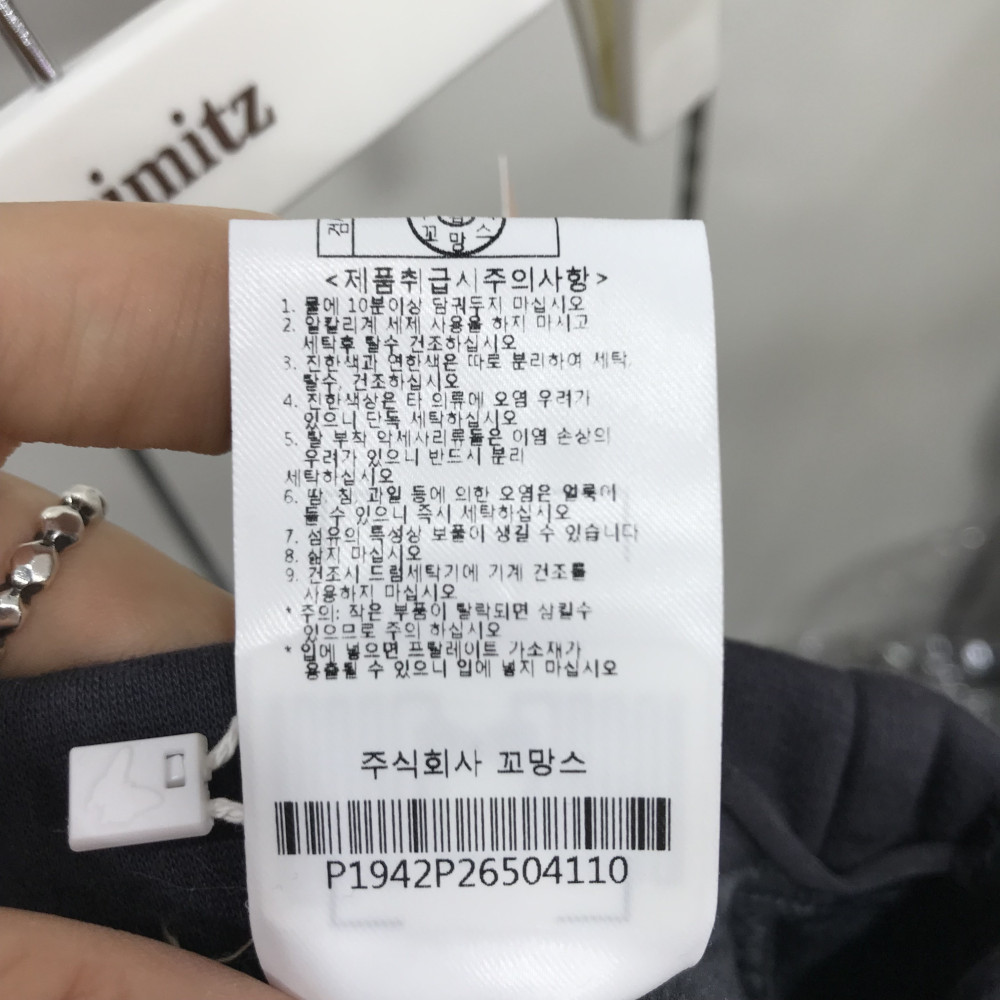 imitz
꼬망스
<제품취급시주의사항>
1. 물에 10분이상 담궈두지 마십시오
2. 알칼리계 세제 사용을 하지 마시고
세탁후 탈수 건조하십시오
3. 진한색과 연한색은 따로 분리하여 세탁,
탈수, 건조하십시오
4. 진한색상은 타 의류에 오염 우려가
있으니 단독 세탁하십시오
5. 탈 부착 악세사리류들은 이염 손상의
우려가 있으니 반드시 분리
세탁하십시오
6. 땀, 침, 과일 등에 의한 오염은 얼룩이
될 수 있으니 즉시 세탁하십시오
7. 섬유의 특성상 보풀이 생길 수 있습니다
8. 삶지 마십시오
9. 건조시 드럼세탁기에 기계 건조를
사용하지 마십시오
* 주의: 작은 부품이 탈락되면 삼킬수
있으므로 주의 하십시오
* 입에 넣으면 프탈레이트 가소재가
용출될 수 있으니 입에 넣지 마십시오
주식회사 꼬망스
P1942P26504110